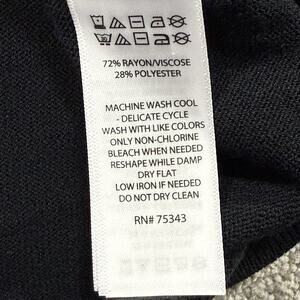 72% RAYON/VISCOSE
28% POLYESTER
MACHINE WASH COOL
- DELICATE CYCLE
WASH WITH LIKE COLORS
ONLY NON-CHLORINE
BLEACH WHEN NEEDED
RESHAPE WHILE DAMP
DRY FLAT
LOW IRON IF NEEDED
DO NOT DRY CLEAN
RN# 75343